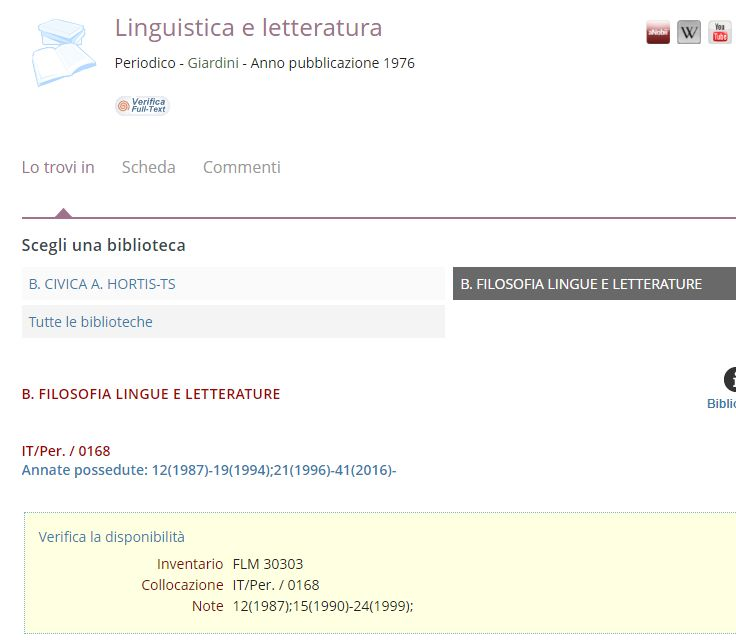 Linguistica e letteratura
Periodico - Giardini - Anno pubblicazione 1976
aNobii W You Tube
Verifica
Full-Text
Lo trovi in Scheda Commenti
Scegli una biblioteca
B. CIVICA A. HORTIS-TS B. FILOSOFIA LINGUE E LETTERATURE
Tutte le biblioteche
B. FILOSOFIA LINGUE E LETTERATURE
Biblio
IT/Per. / 0168
Annate possedute: 12(1987)-19(1994);21(1996)-41(2016)-
Verifica la disponibilità
Inventario FLM 30303
Collocazione IT/Per. / 0168
Note 12(1987);15(1990)-24(1999);